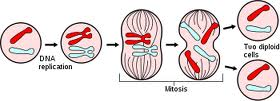 DNA
replication
Mitosis
Two diploid
cells